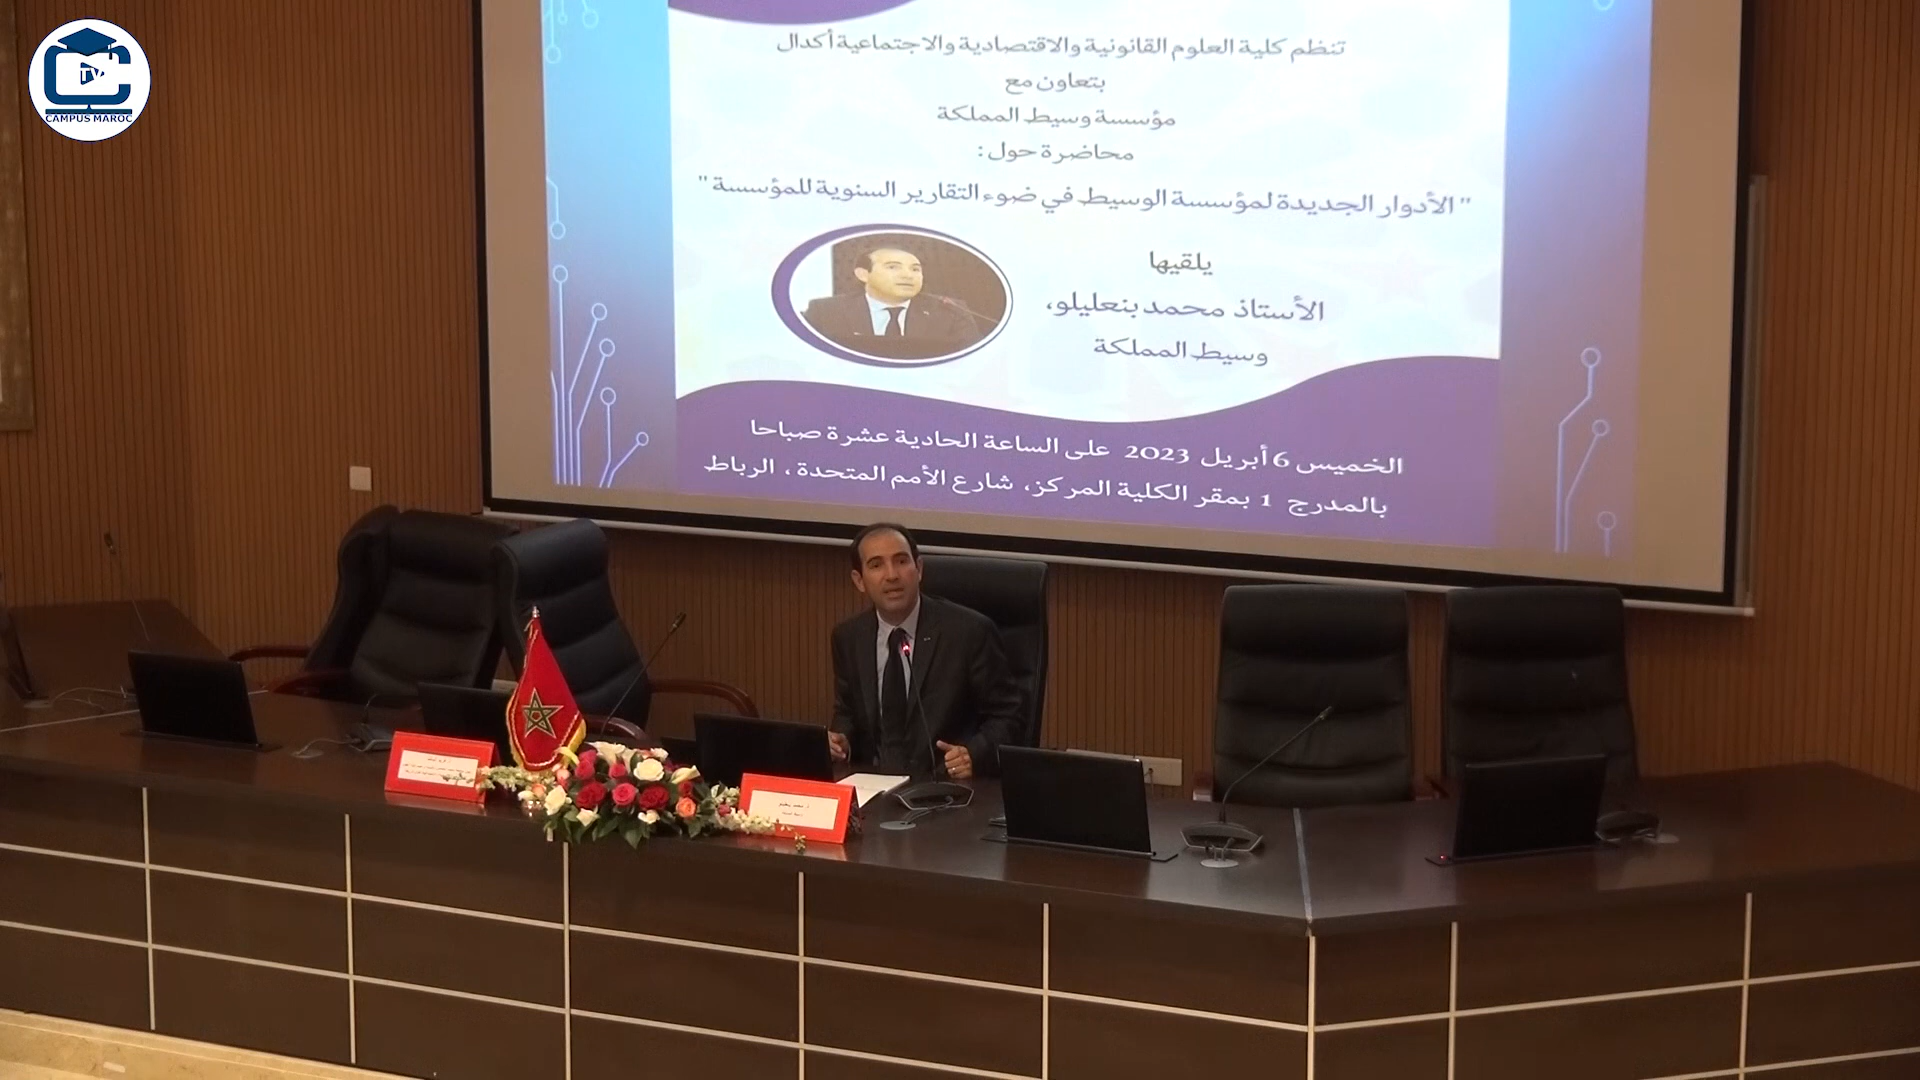 TV
CAMPUS MAROC
تنظم كلية العلوم القانونية والاقتصادية والاجتماعية أكدال
بتعاون مع
مؤسسة وسيط المملكة
محاضرة حول :
" الأدوار الجديدة لمؤسسة الوسيط في ضوء التقارير السنوية للمؤسسة "
يلقيها
الأستاذ محمد بنعليلو،
وسيط المملكة
الخميس 6 أبريل 2023 على الساعة الحادية عشرة صباحا
بالمدرج 1 بمقر الكلية المركز، شارع الأمم المتحدة ، الرباط